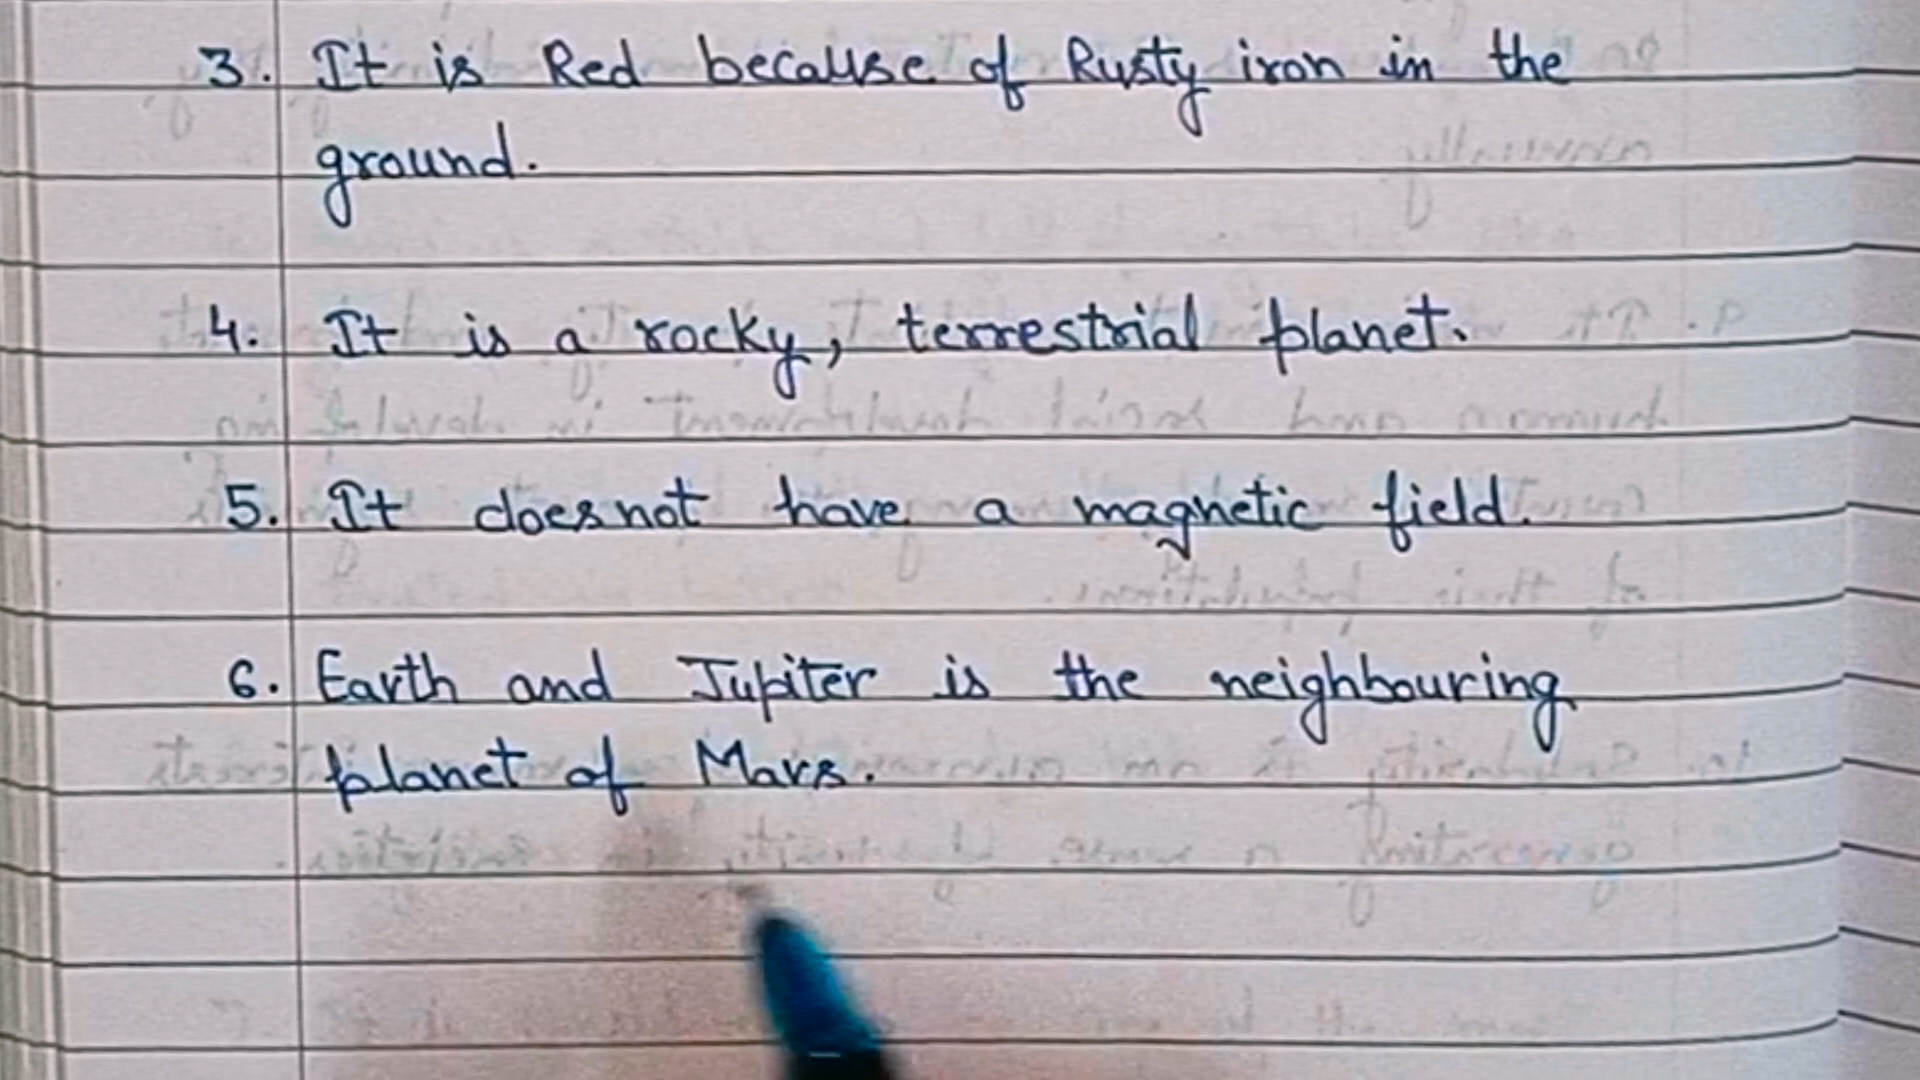 3. It is Red because of Rusty iron in the
ground.
4. It is a rocky, terrestrial planet.
5. It does not have a magnetic field.
6. Earth and Jupiter is the neighbouring
planet of Mars.